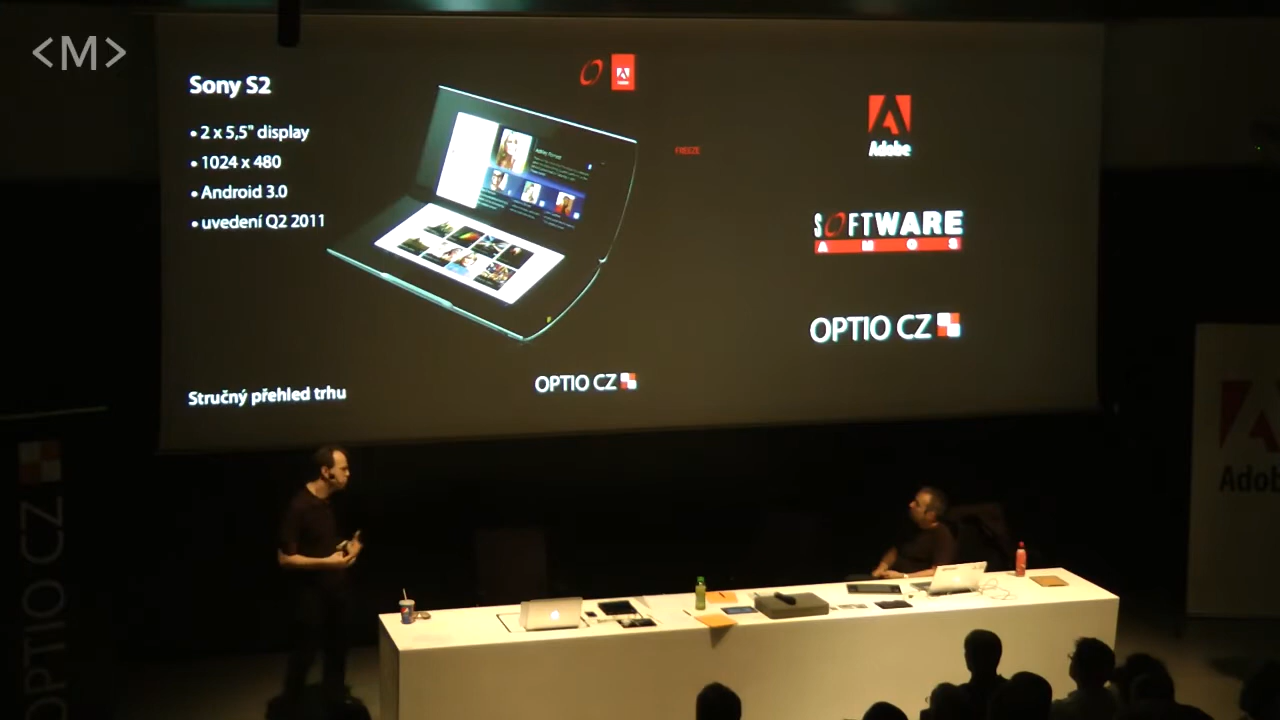 <M>
Sony S2
• 2 x 5,5" display
• 1024 x 480
• Android 3.0
• uvedení Q2 2011
Stručný přehled trhu
OPTIO CZ
FREEZE
Adobe
SOFTWARE
AMOS
OPTIO CZ
Adob
OPTIO CZ